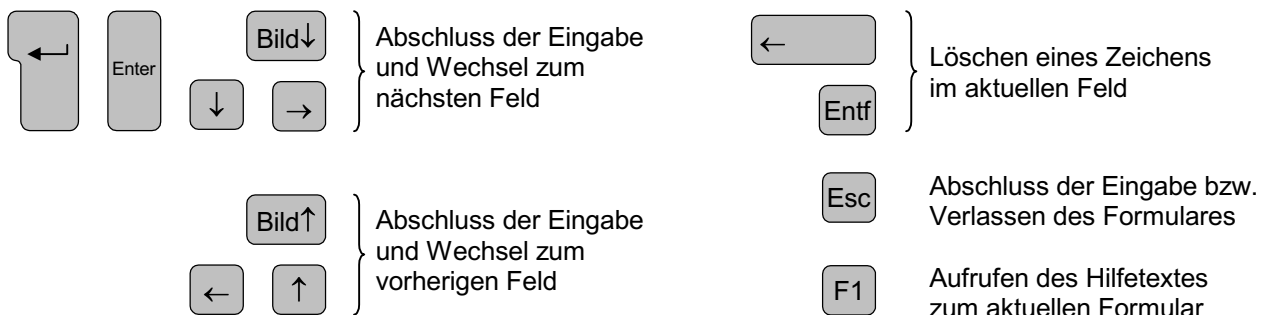 Enter
Bild↓
↓ →
Abschluss der Eingabe
und Wechsel zum
nächsten Feld
Bild↑
← ↑
Abschluss der Eingabe
und Wechsel zum
vorherigen Feld
←
Entf
Löschen eines Zeichens
im aktuellen Feld
Esc
Abschluss der Eingabe bzw.
Verlassen des Formulares
F1
Aufrufen des Hilfetextes
zum aktuellen Formular